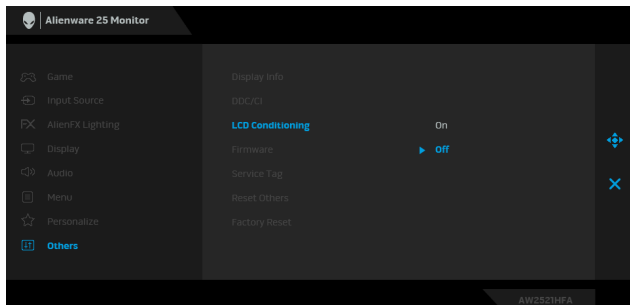 Alienware 25 Monitor
Game
Input Source
AlienFX Lighting
Display
Audio
Menu
Personalize
Others
Display Info
DDC/CI
LCD Conditioning On
Firmware Off
Service Tag
Reset Others
Factory Reset
AW2521HFA